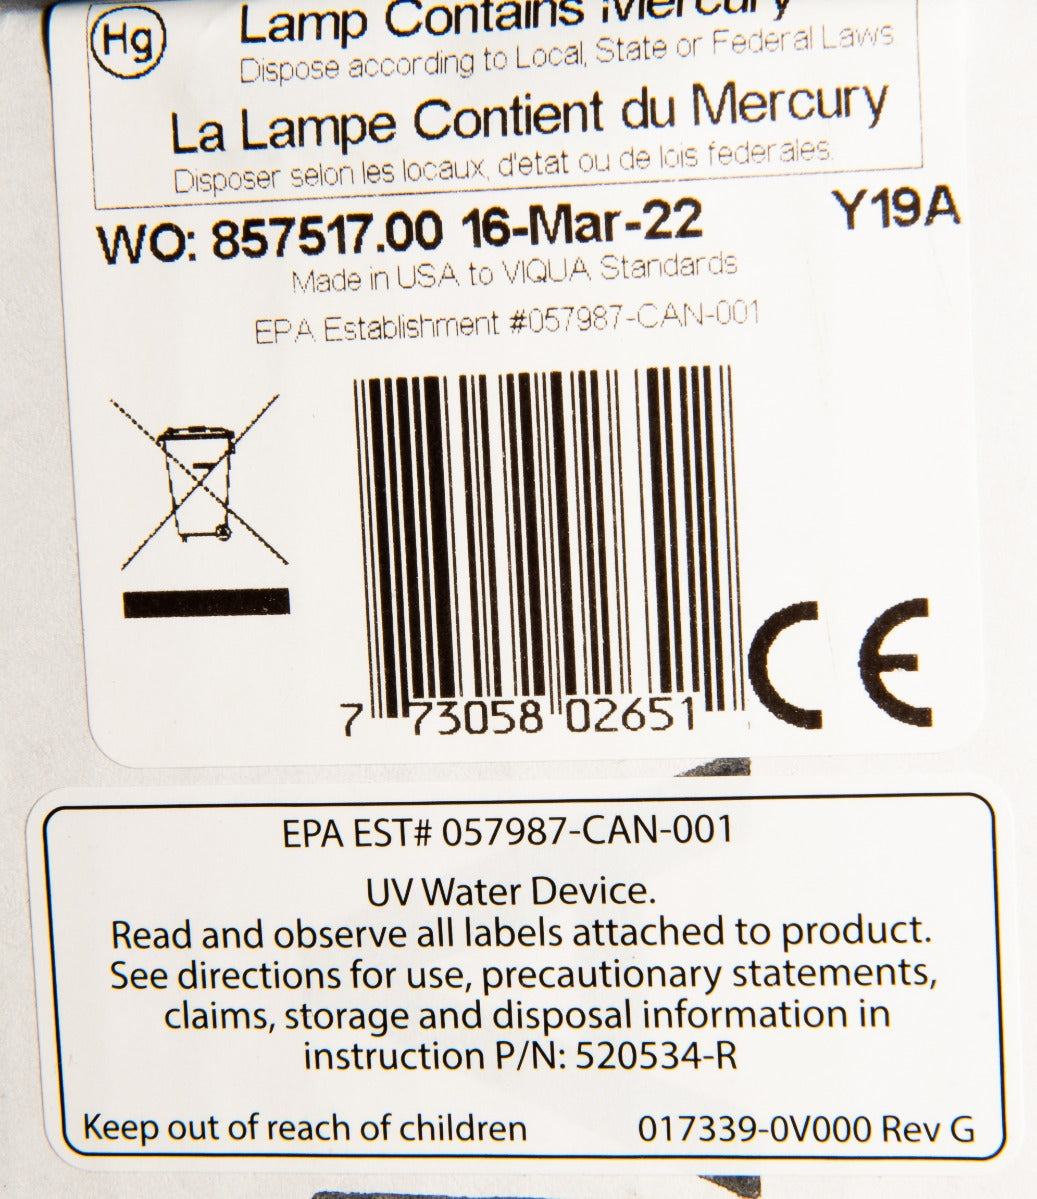 Hg
Lamp Contains Mercury
Dispose according to Local, State or Federal Laws.
La Lampe Contient du Mercury
Disposer selon les locaux, d'etat ou de lois federales.
WO: 857517.00 16-Mar-22 Y19A
Made in USA to VIQUA Standards
EPA Establishment #057987-CAN-001
7 73058 02651
CE
EPA EST# 057987-CAN-001
UV Water Device.
Read and observe all labels attached to product.
See directions for use, precautionary statements,
claims, storage and disposal information in
instruction P/N: 520534-R
Keep out of reach of children 017339-0V000 Rev G